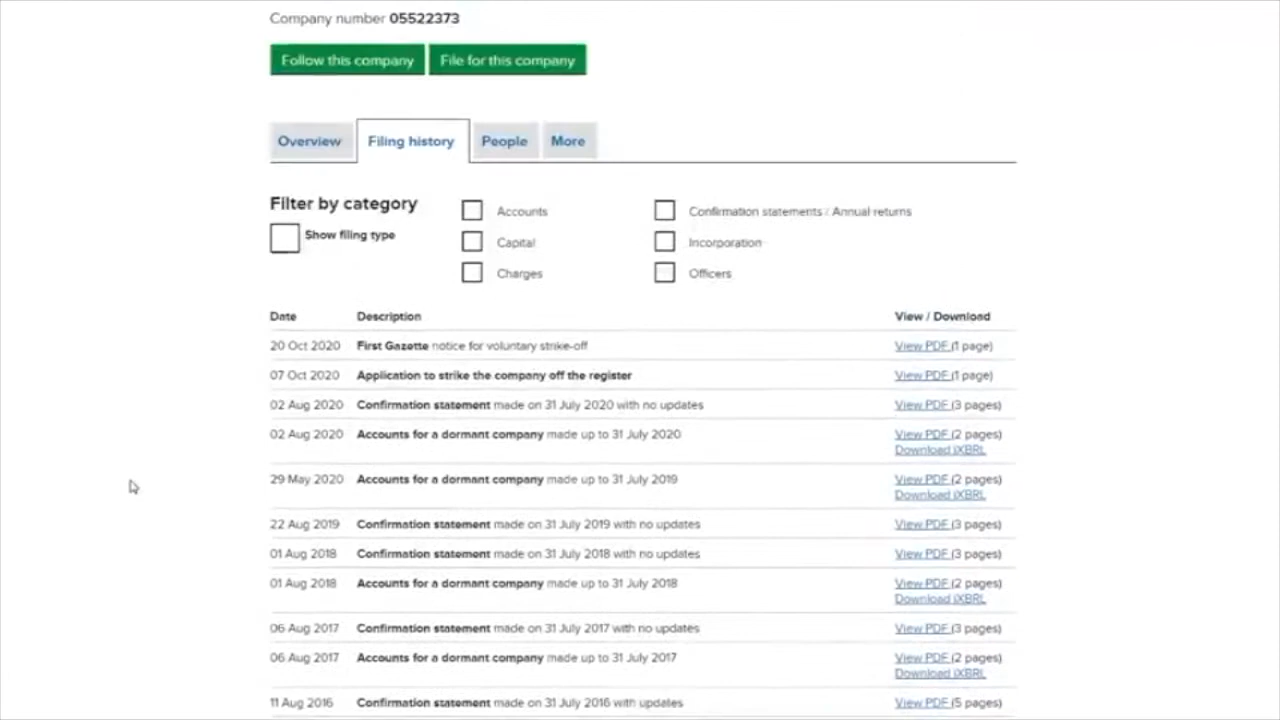 Company number 05522373
Follow this company File for this company
Overview Filing history People More
Filter by category
Show filing type
Accounts Confirmation statements / Annual returns
Capital Incorporation
Charges Officers
Date Description View / Download
20 Oct 2020 First Gazette notice for voluntary strike-off View PDF (1 page)
07 Oct 2020 Application to strike the company off the register View PDF (1 page)
02 Aug 2020 Confirmation statement made on 31 July 2020 with no updates View PDF (3 pages)
02 Aug 2020 Accounts for a dormant company made up to 31 July 2020 View PDF (2 pages)
Download iXBRL
29 May 2020 Accounts for a dormant company made up to 31 July 2019 View PDF (2 pages)
Download iXBRL
22 Aug 2019 Confirmation statement made on 31 July 2019 with no updates View PDF (3 pages)
01 Aug 2018 Confirmation statement made on 31 July 2018 with no updates View PDF (3 pages)
01 Aug 2018 Accounts for a dormant company made up to 31 July 2018 View PDF (2 pages)
Download iXBRL
06 Aug 2017 Confirmation statement made on 31 July 2017 with no updates View PDF (3 pages)
06 Aug 2017 Accounts for a dormant company made up to 31 July 2017 View PDF (2 pages)
Download iXBRL
11 Aug 2016 Confirmation statement made on 31 July 2016 with updates View PDF (5 pages)